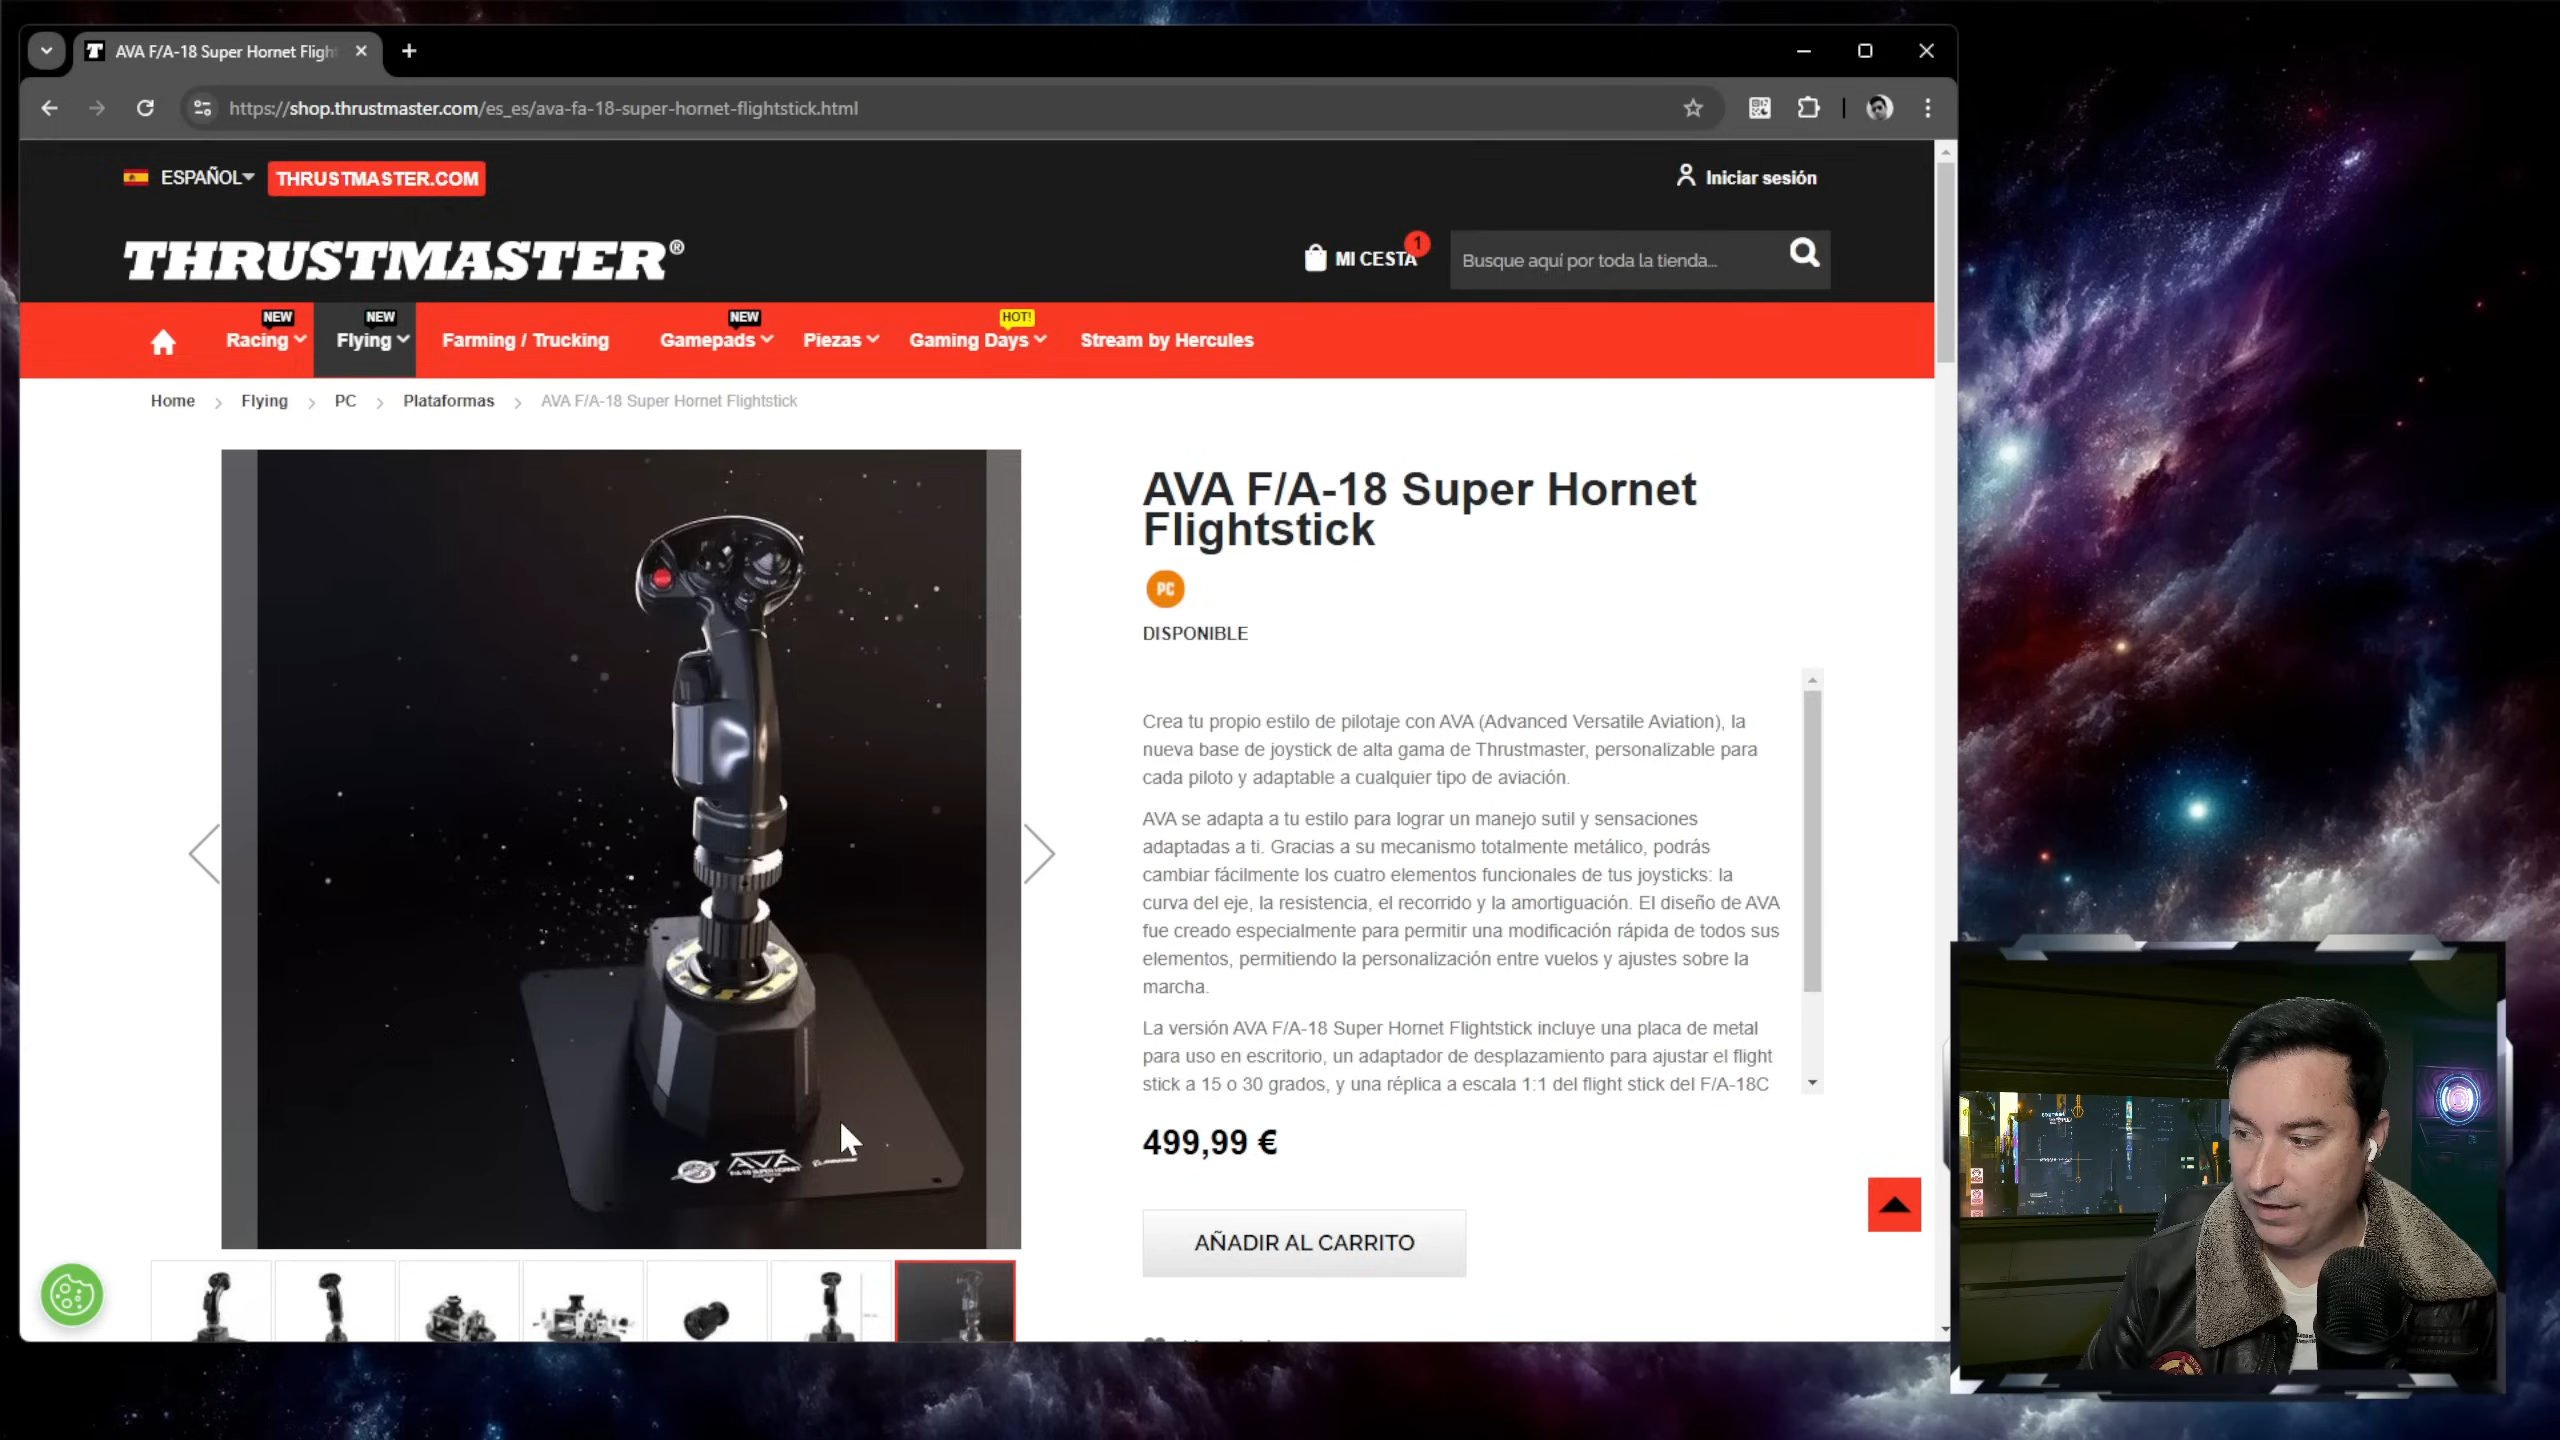 AVA F/A-18 Super Hornet Fligh
https://shop.thrustmaster.com/es_es/ava-fa-18-super-hornet-flightstick.html
ESPAÑOL
THRUSTMASTER.COM
Iniciar sesión
THRUSTMASTER®
MI CESTA
1
Busque aquí por toda la tienda...
NEW
NEW
NEW
HOT!
Racing
Flying
Farming / Trucking
Gamepads
Piezas
Gaming Days
Stream by Hercules
Home > Flying > PC > Plataformas > AVA F/A-18 Super Hornet Flightstick
AVA F/A-18 Super Hornet
Flightstick
PC
DISPONIBLE
Crea tu propio estilo de pilotaje con AVA (Advanced Versatile Aviation), la
nueva base de joystick de alta gama de Thrustmaster, personalizable para
cada piloto y adaptable a cualquier tipo de aviación.
AVA se adapta a tu estilo para lograr un manejo sutil y sensaciones
adaptadas a ti. Gracias a su mecanismo totalmente metálico, podrás
cambiar fácilmente los cuatro elementos funcionales de tus joysticks: la
curva del eje, la resistencia, el recorrido y la amortiguación. El diseño de AVA
fue creado especialmente para permitir una modificación rápida de todos sus
elementos, permitiendo la personalización entre vuelos y ajustes sobre la
marcha.
La versión AVA F/A-18 Super Hornet Flightstick incluye una placa de metal
para uso en escritorio, un adaptador de desplazamiento para ajustar el flight
stick a 15 o 30 grados, y una réplica a escala 1:1 del flight stick del F/A-18C
499,99 €
AÑADIR AL CARRITO
AVA